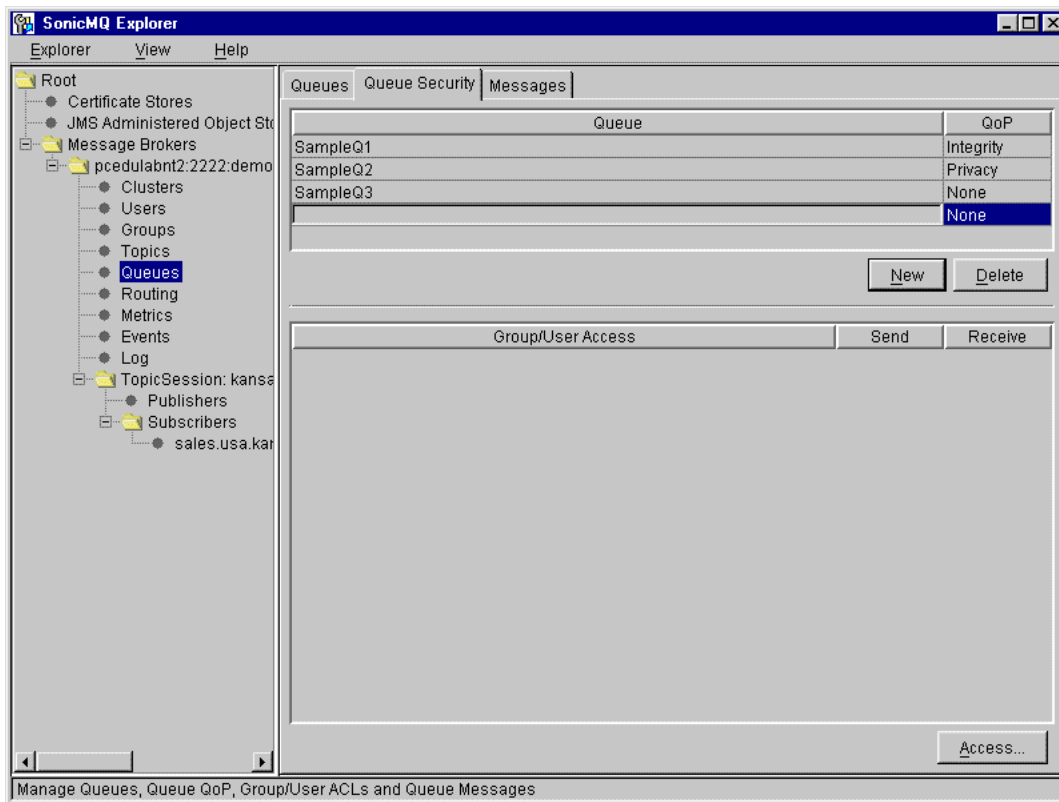 SonicMQ Explorer
Explorer View Help
Root
Certificate Stores
JMS Administered Object Sto
Message Brokers
pcedulabnt2:2222:demo
Clusters
Users
Groups
Topics
Queues
Routing
Metrics
Events
Log
TopicSession: kansa
Publishers
Subscribers
sales.usa.kar
Queues Queue Security Messages
Queue QoP
SampleQ1 Integrity
SampleQ2 Privacy
SampleQ3 None
None
New Delete
Group/User Access Send Receive
Access...
Manage Queues, Queue QoP, Group/User ACLs and Queue Messages